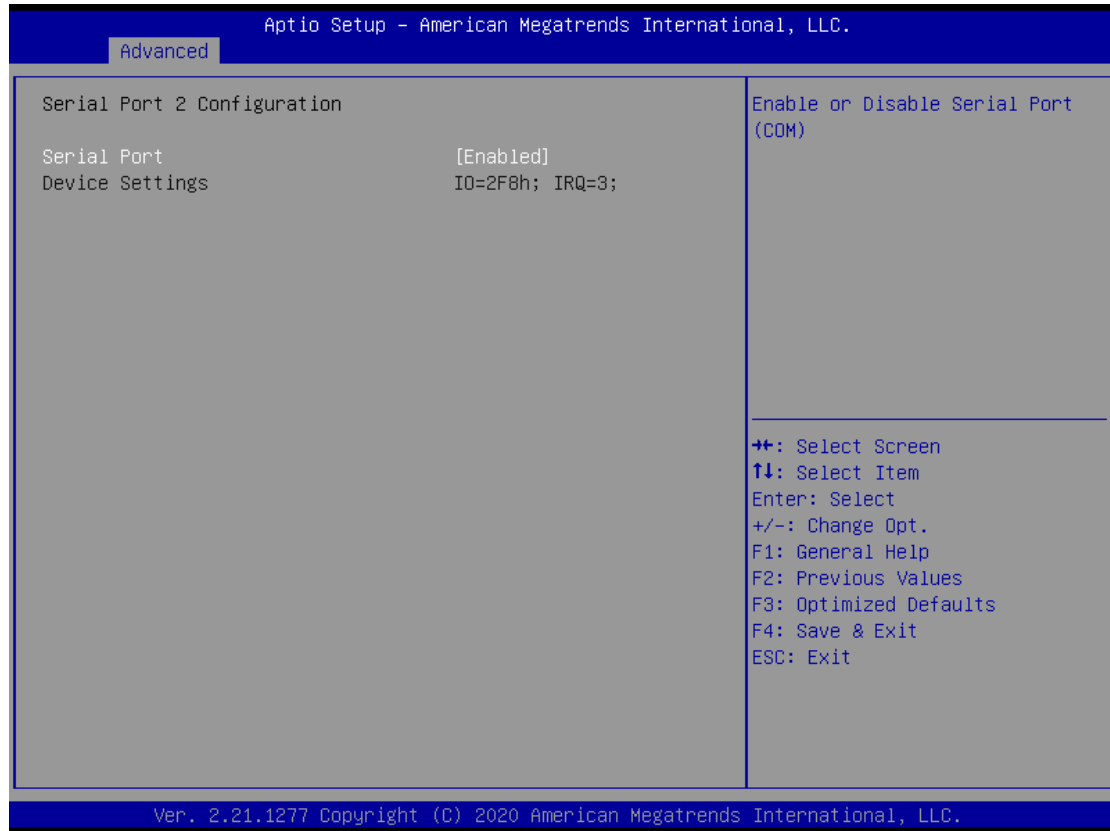 Aptio Setup – American Megatrends International, LLC.
Advanced
Serial Port 2 Configuration
Serial Port [Enabled]
Device Settings IO=2F8h; IRQ=3;
Enable or Disable Serial Port
(COM)
→←: Select Screen
↑↓: Select Item
Enter: Select
+/-: Change Opt.
F1: General Help
F2: Previous Values
F3: Optimized Defaults
F4: Save & Exit
ESC: Exit
Ver. 2.21.1277 Copyright (C) 2020 American Megatrends International, LLC.